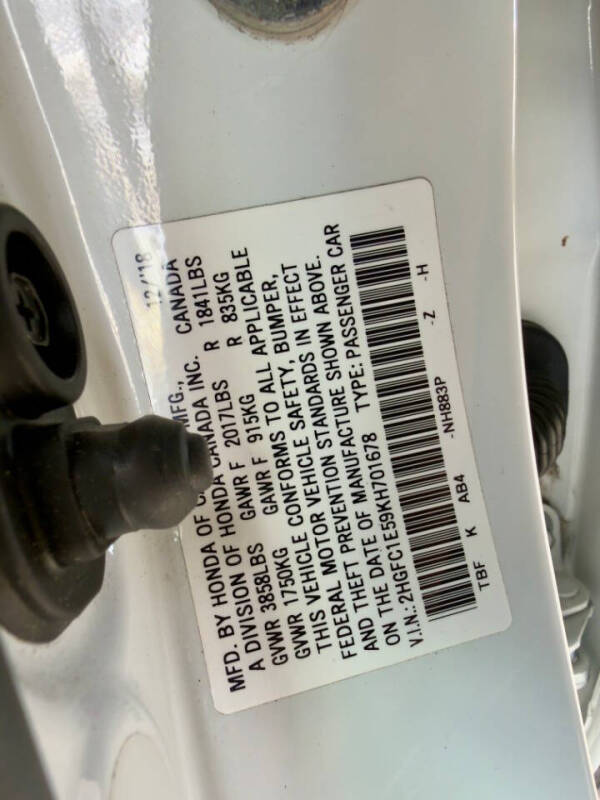 MFD. BY HONDA OF MFG., CANADA 12/'18
A DIVISION OF HONDA CANADA INC.
GVWR 3858LBS GAWR F 2017LBS R 1841LBS
GVWR 1750KG GAWR F 915KG R 835KG
THIS VEHICLE CONFORMS TO ALL APPLICABLE
FEDERAL MOTOR VEHICLE SAFETY, BUMPER,
AND THEFT PREVENTION STANDARDS IN EFFECT
ON THE DATE OF MANUFACTURE SHOWN ABOVE.
V.I.N.: 2HGFC1E59KH701678 TYPE: PASSENGER CAR
TBF K AB4 -NH883P -Z -H